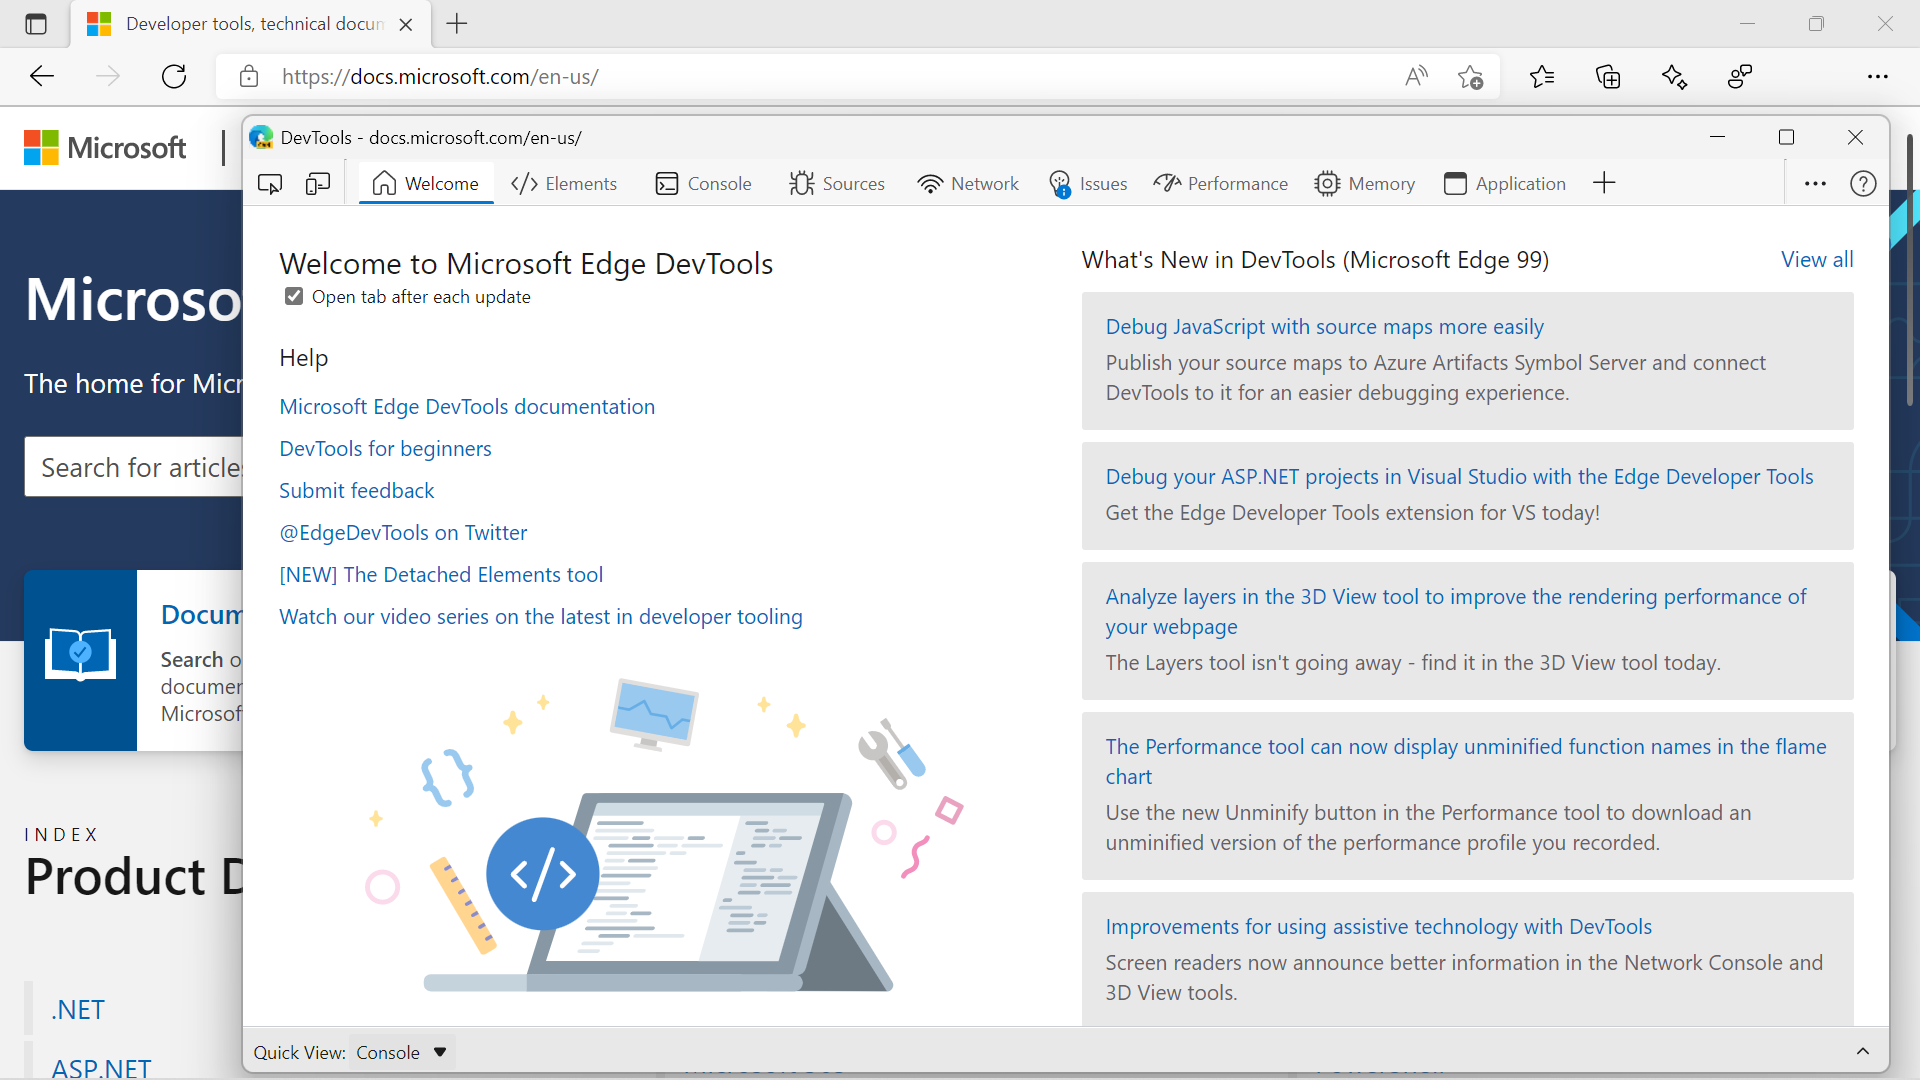 Developer tools, technical docum
https://docs.microsoft.com/en-us/
Microsoft
DevTools - docs.microsoft.com/en-us/
Welcome
Elements
Console
Sources
Network
Issues
Performance
Memory
Application
Microso
The home for Micr
Search for articles
Docum
Search o
documen
Microsof
INDEX
Product D
.NET
ASP.NET
Welcome to Microsoft Edge DevTools
Open tab after each update
Help
Microsoft Edge DevTools documentation
DevTools for beginners
Submit feedback
@EdgeDevTools on Twitter
[NEW] The Detached Elements tool
Watch our video series on the latest in developer tooling
What's New in DevTools (Microsoft Edge 99)
View all
Debug JavaScript with source maps more easily
Publish your source maps to Azure Artifacts Symbol Server and connect
DevTools to it for an easier debugging experience.
Debug your ASP.NET projects in Visual Studio with the Edge Developer Tools
Get the Edge Developer Tools extension for VS today!
Analyze layers in the 3D View tool to improve the rendering performance of
your webpage
The Layers tool isn't going away - find it in the 3D View tool today.
The Performance tool can now display unminified function names in the flame
chart
Use the new Unminify button in the Performance tool to download an
unminified version of the performance profile you recorded.
Improvements for using assistive technology with DevTools
Screen readers now announce better information in the Network Console and
3D View tools.
Quick View: Console